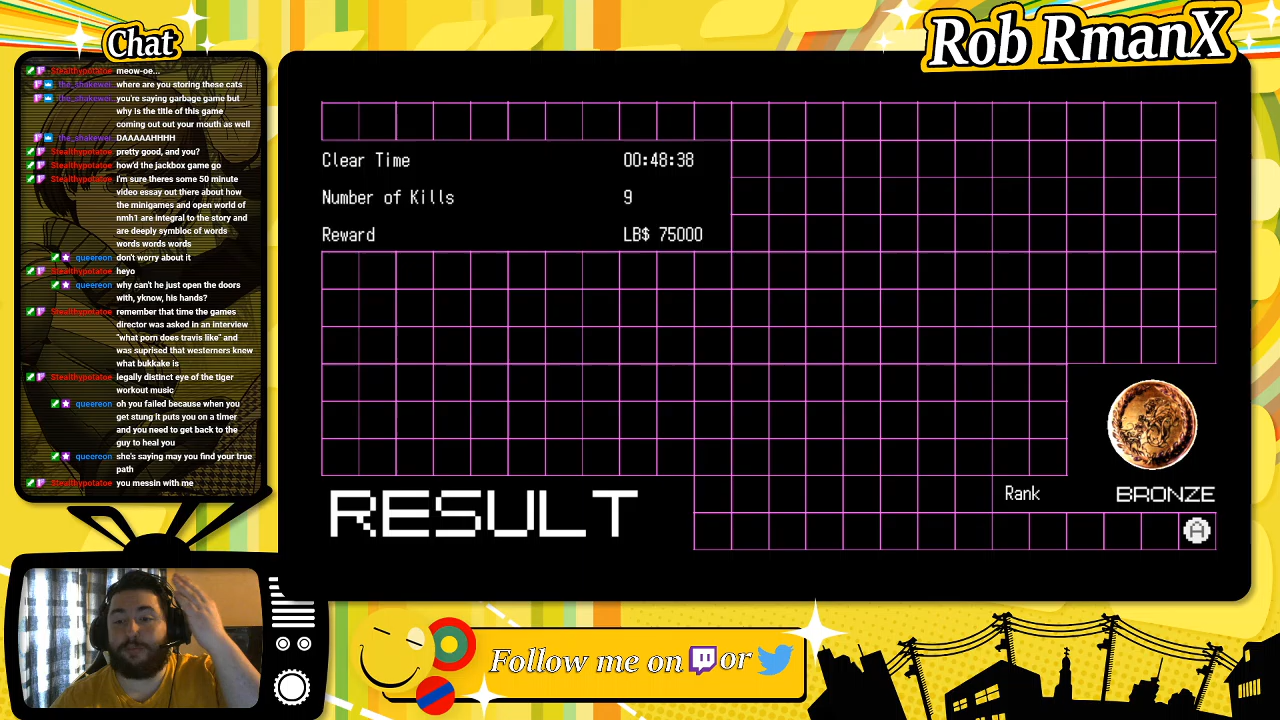 Chat
Rob RmanX
Stealthypotatoe meow-oe...
the_shakewer where are you storing these cats
the_shakewer you're saying garbage game but
why is the title of this game
coming out out your mouth as well
the_shakewer DAAAAAHHHH
Stealthypotatoe pretty good, and you?
Stealthypotatoe how'd the jackbox game go
Stealthypotatoe I'm sure theres some 50 minute
video essay out there about how
the minigames and open world of
nmh1 are integral to the story and
are deeply symbolic of words
words words words
queereon don't worry about it
Stealthypotatoe heyo
queereon why can't he just use the doors
while he's in his underwear
Stealthypotatoe remember that time the games
director was asked in an interview
"what porn does travis like" and
was suprised that westerners knew
what bukkake is
Stealthypotatoe legally distinct eye of the tiger
workout music
queereon oh you failed because when you
get stung it puts you on a timer
and you need to get back to the
guy to heal you
queereon she's saying may you find your true
path
Stealthypotatoe you messin with me
Clear Time 00:48:38
Number of Kills 9
Reward LB$ 75000
RESULT
Rank BRONZE
A
Follow me on or